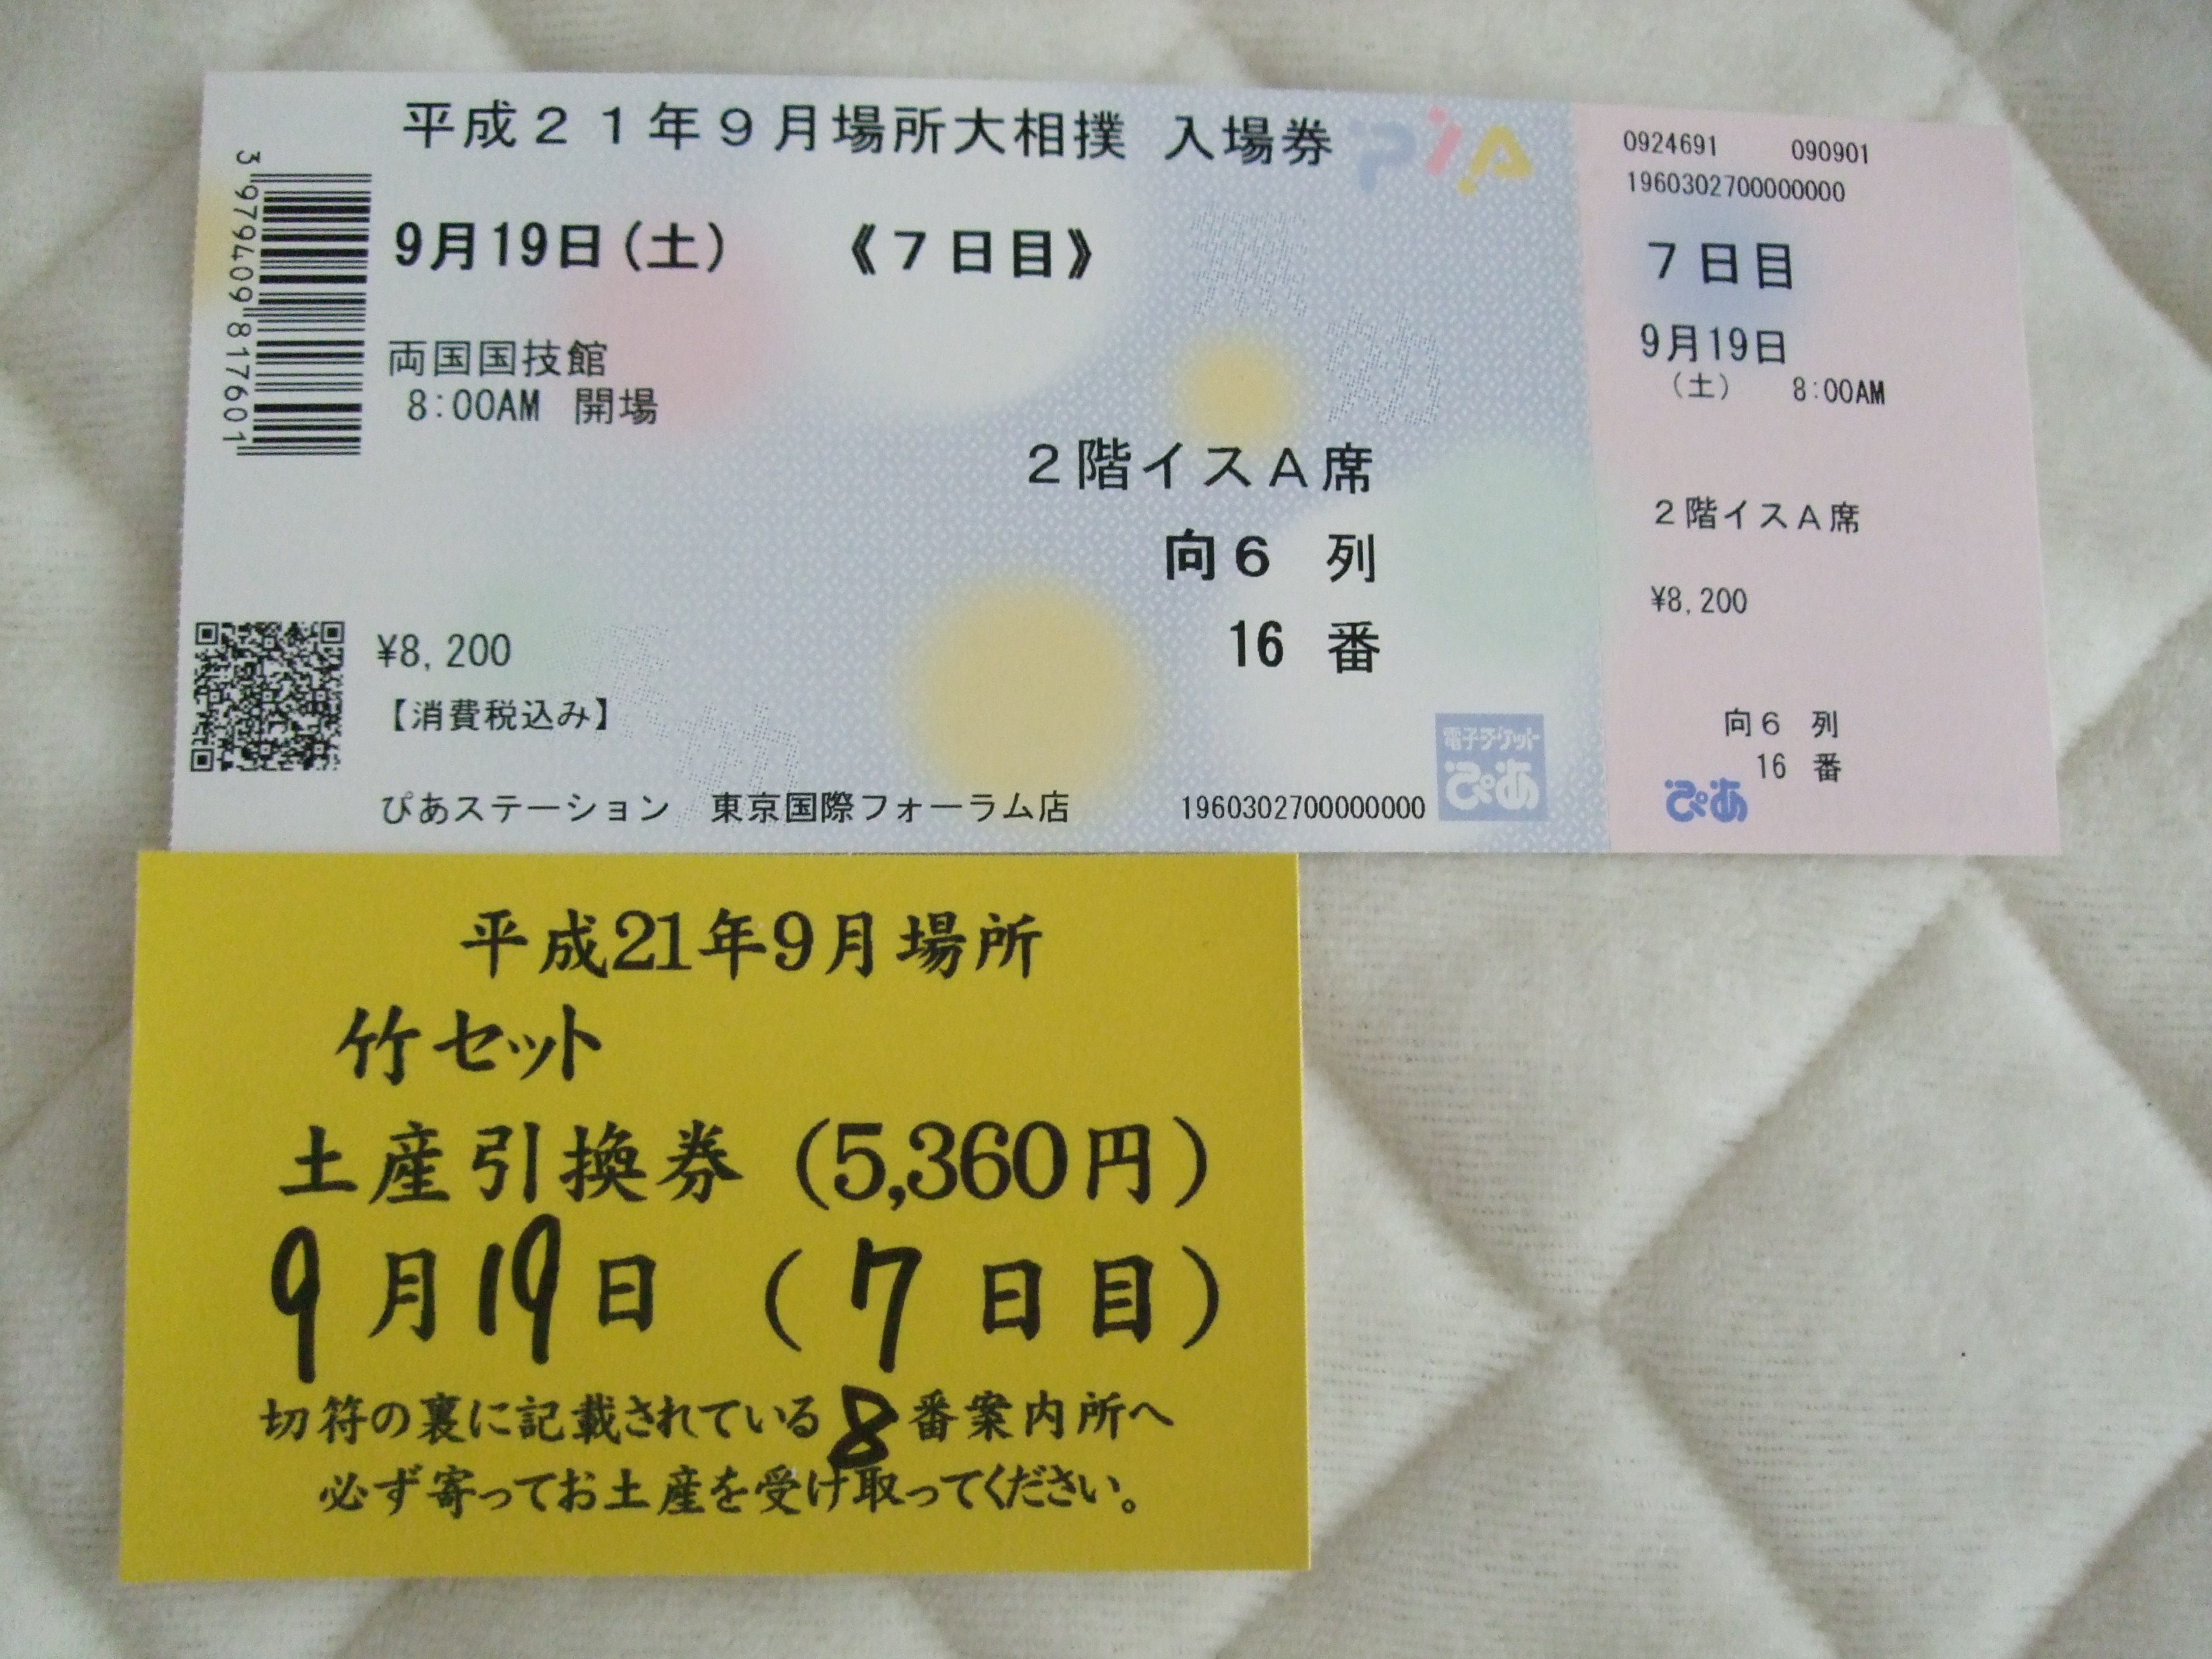 平成２１年９月場所大相撲 入場券
PIA
9月19日(土) 《７日目》
両国国技館
8:00AM 開場
２階イスＡ席
向６ 列
16 番
¥8,200
【消費税込み】
ぴあステーション 東京国際フォーラム店 1960302700000000
電子チケット
ぴあ
3979409817601
無効
無効
0924691 090901
1960302700000000
７日目
9月19日
(土) 8:00AM
２階イスＡ席
¥8,200
向６ 列
16 番
ぴあ
平成21年9月場所
竹セット
土産引換券(5,360円)
9月19日(7日目)
切符の裏に記載されている8番案内所へ
必ず寄ってお土産を受け取ってください。